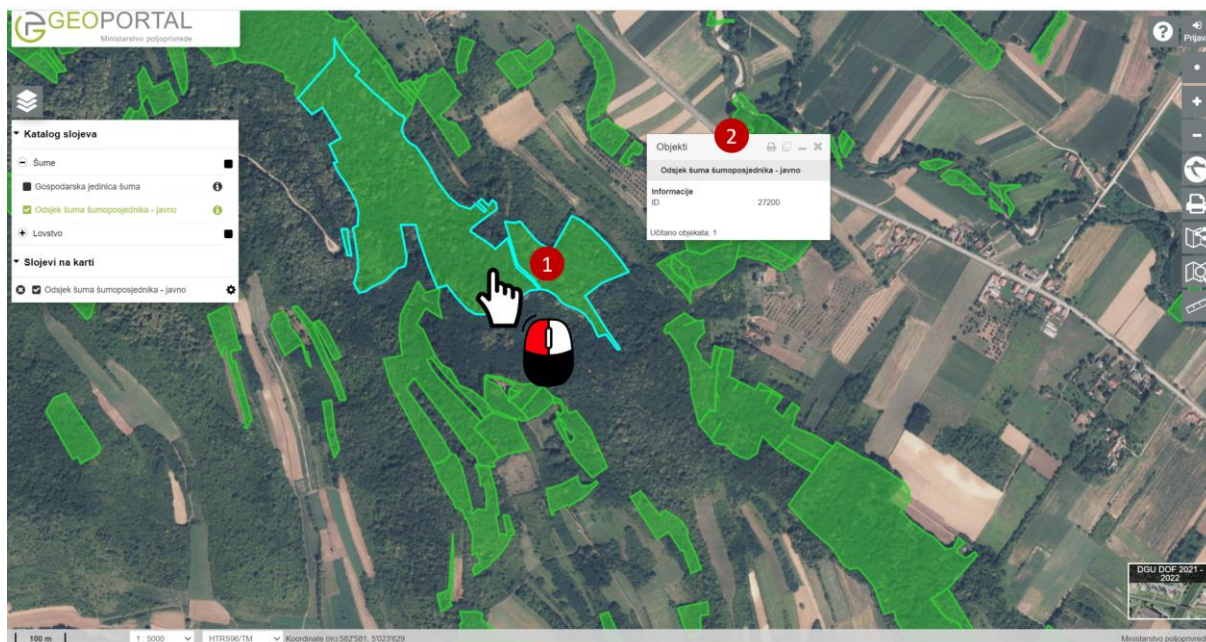 GEOPORTAL
Ministarstvo poljoprivrede
Prijava
Katalog slojeva
Šume
Gospodarska jedinica šuma
Odsjek šuma šumoposjednika - javno
Lovstvo
Slojevi na karti
Odsjek šuma šumoposjednika - javno
1
2
Objekti
Odsjek šuma šumoposjednika - javno
Informacije
ID 27200
Učitano objekata: 1
DGU DOF 2021 -
2022
100 m 1 : 5000 HTRS96/TM Koordinate (m):582'581, 5'023'629 Ministarstvo poljoprivrede